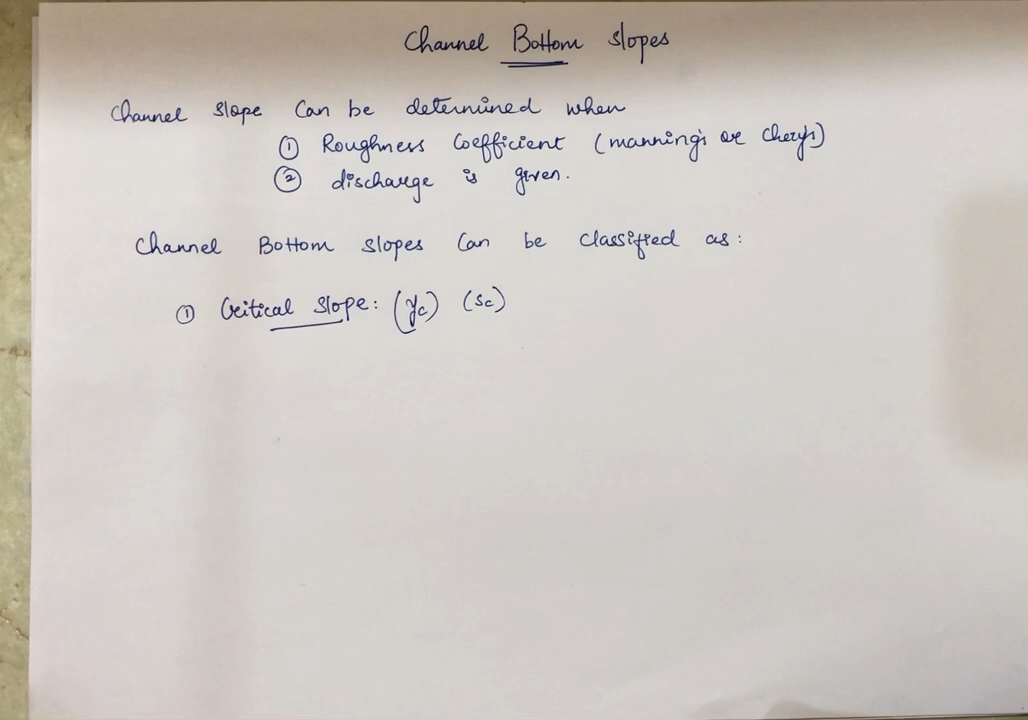 Channel Bottom Slopes
Channel Slope Can be determined when
① Roughness Coefficient (manning's or Chezy's)
② discharge is given.
Channel Bottom Slopes Can be Classified as :
① Critical Slope: (yc) (Sc)